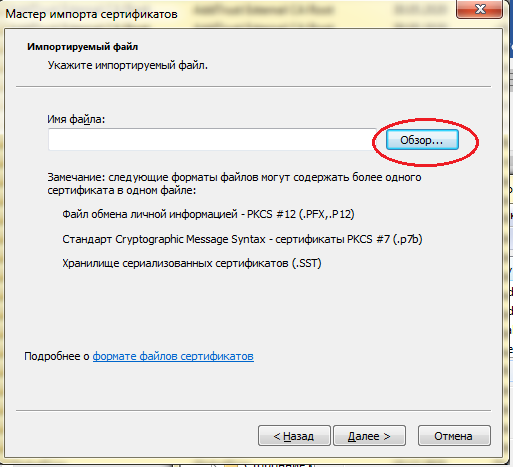 Мастер импорта сертификатов
Импортируемый файл
Укажите импортируемый файл.
Имя файла:
Обзор...
Замечание: следующие форматы файлов могут содержать более одного
сертификата в одном файле:
Файл обмена личной информацией - PKCS #12 (.PFX,.P12)
Стандарт Cryptographic Message Syntax - сертификаты PKCS #7 (.p7b)
Хранилище сериализованных сертификатов (.SST)
Подробнее о формате файлов сертификатов
< Назад
Далее >
Отмена